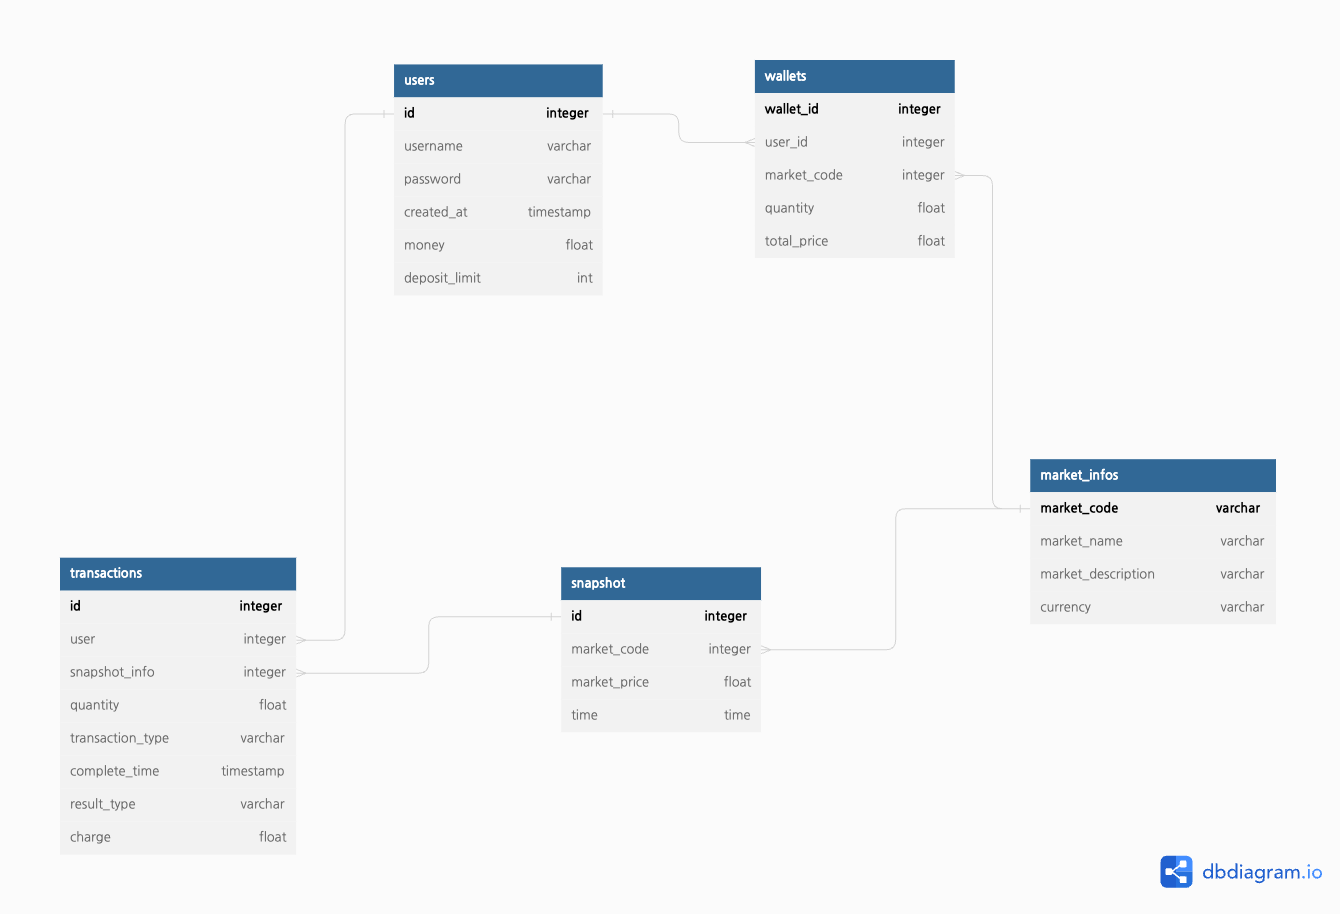 users
id integer
username varchar
password varchar
created_at timestamp
money float
deposit_limit int
wallets
wallet_id integer
user_id integer
market_code integer
quantity float
total_price float
market_infos
market_code varchar
market_name varchar
market_description varchar
currency varchar
transactions
id integer
user integer
snapshot_info integer
quantity float
transaction_type varchar
complete_time timestamp
result_type varchar
charge float
snapshot
id integer
market_code integer
market_price float
time time
dbdiagram.io